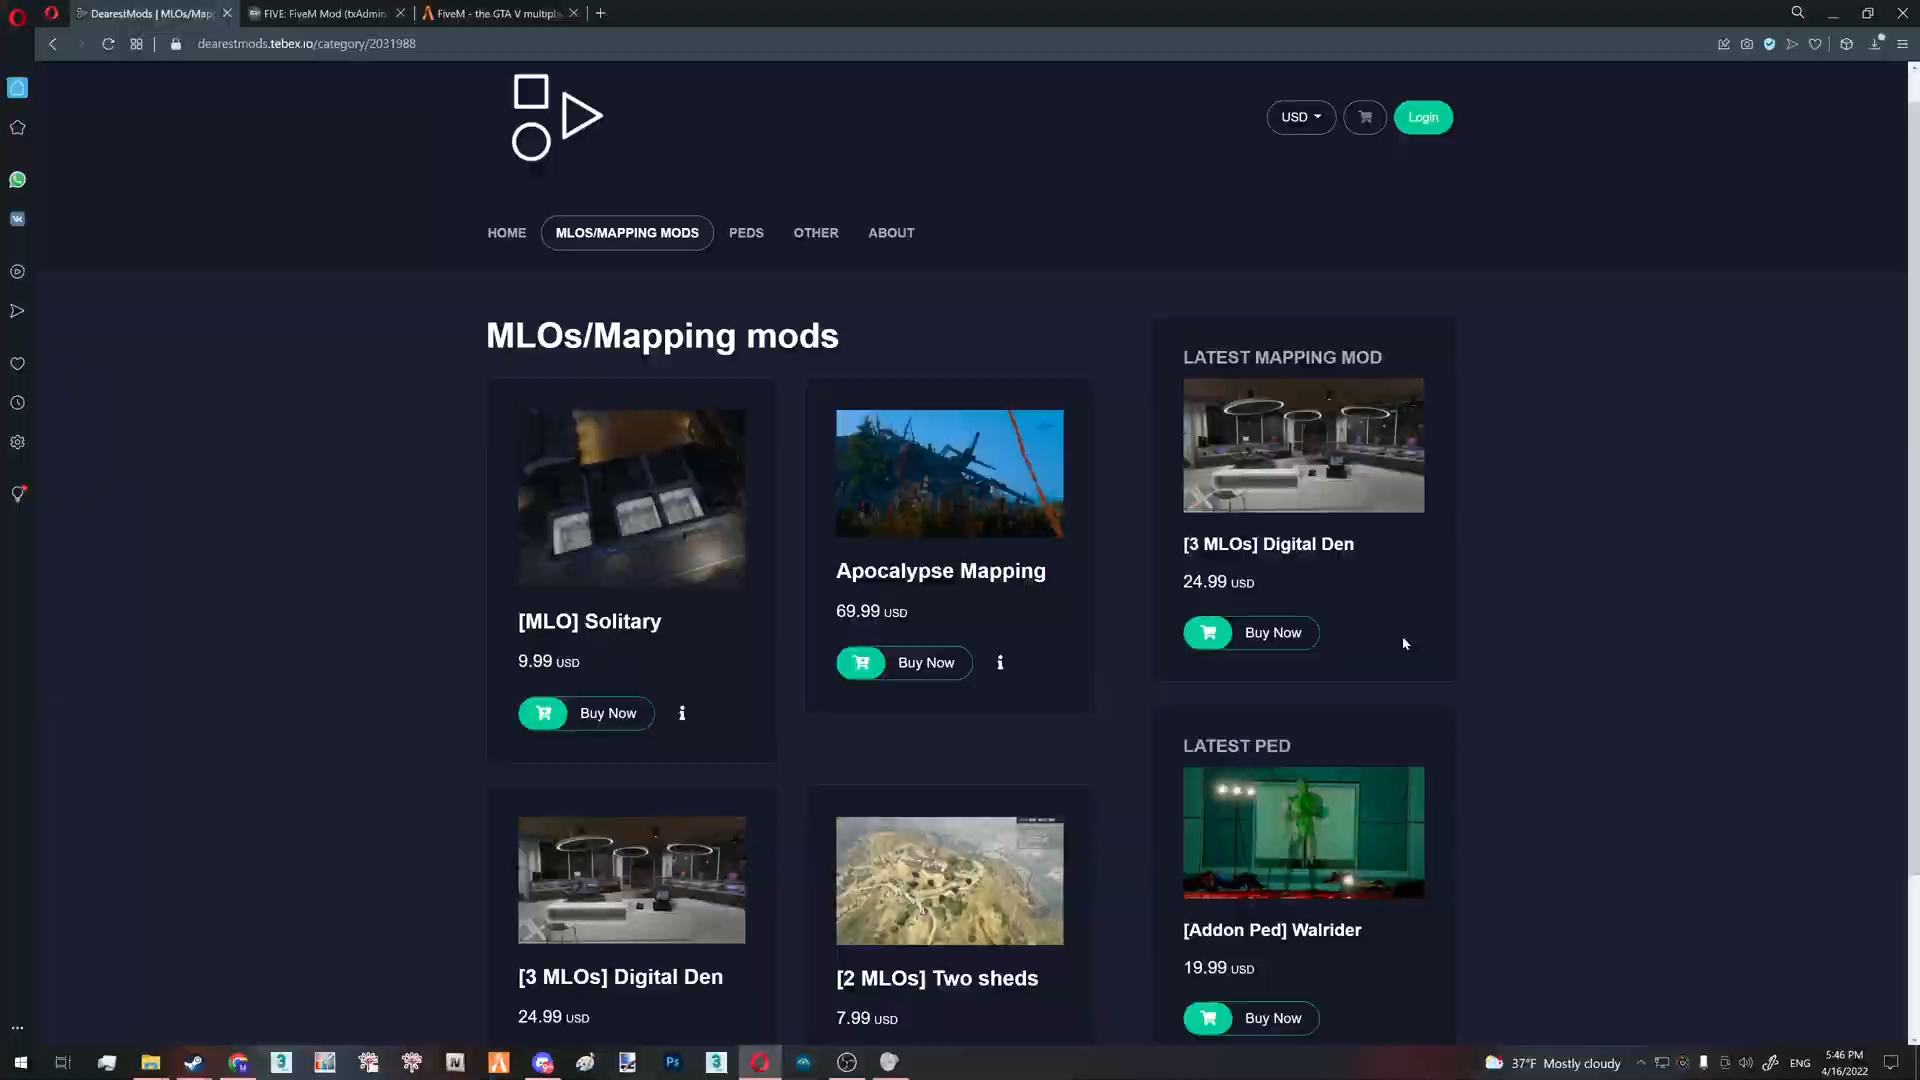 DearestMods | MLOs/Map
FIVE: FiveM Mod (txAdmin
FiveM - the GTA V multipl
dearestmods.tebex.io/category/2031988
USD
Login
HOME
MLOS/MAPPING MODS
PEDS
OTHER
ABOUT
MLOs/Mapping mods
[MLO] Solitary
9.99 USD
Buy Now
Apocalypse Mapping
69.99 USD
Buy Now
[3 MLOs] Digital Den
24.99 USD
[2 MLOs] Two sheds
7.99 USD
LATEST MAPPING MOD
[3 MLOs] Digital Den
24.99 USD
Buy Now
LATEST PED
[Addon Ped] Walrider
19.99 USD
Buy Now
Ps
37°F Mostly cloudy
ENG
5:46 PM
4/16/2022